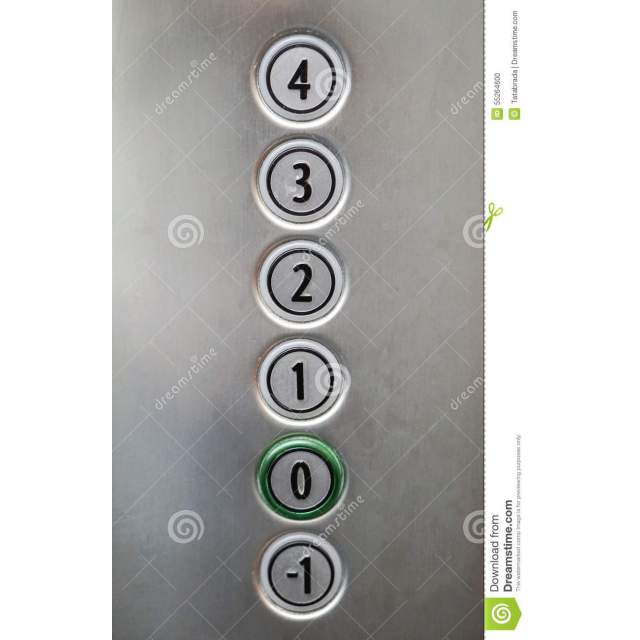 4
3
2
1
0
-1
dreamstime
dreamstime
dreamstime
dreamstime
dreamstime
dreamstime
Download from
Dreamstime.com
This watermarked comp image is for previewing purposes only.
55264600
Tatabrada | Dreamstime.com